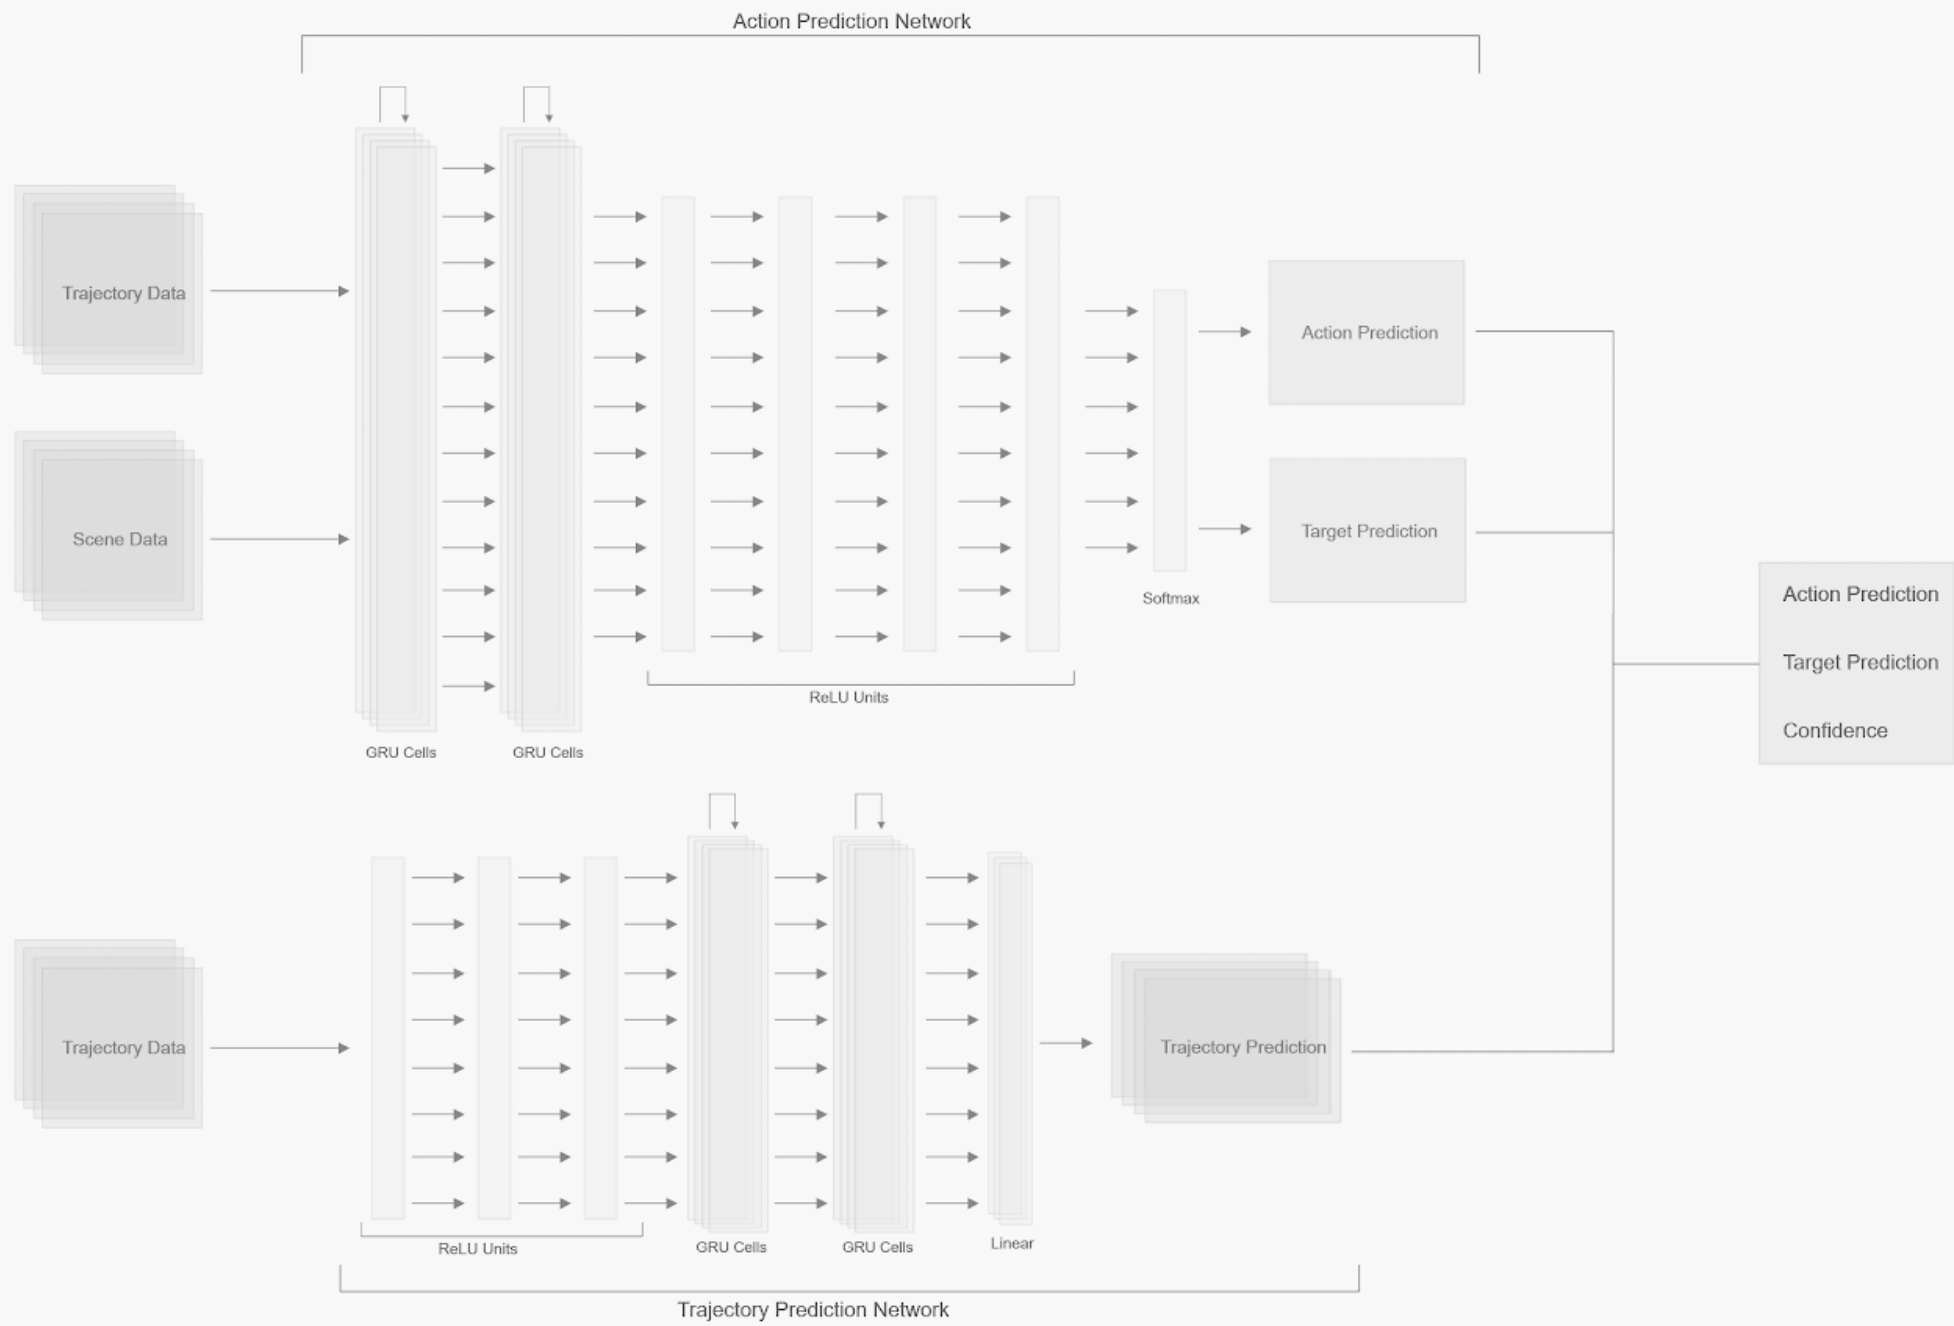 Action Prediction Network
Trajectory Data
Scene Data
GRU Cells
GRU Cells
ReLU Units
Softmax
Action Prediction
Target Prediction
Action Prediction
Target Prediction
Confidence
Trajectory Data
ReLU Units
GRU Cells
GRU Cells
Linear
Trajectory Prediction
Trajectory Prediction Network